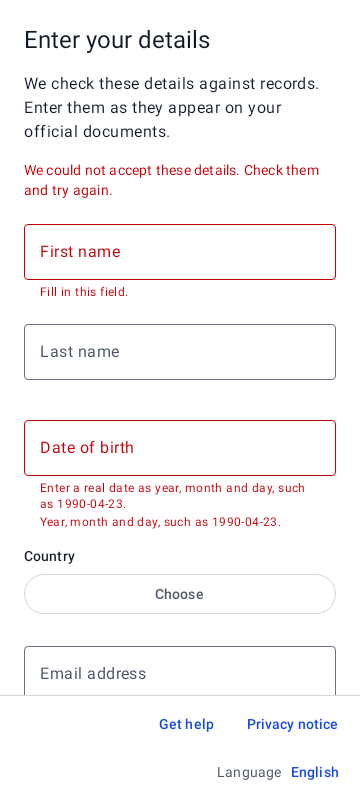 Enter your details
We check these details against records.
Enter them as they appear on your
official documents.
We could not accept these details. Check them
and try again.
First name
Fill in this field.
Last name
Date of birth
Enter a real date as year, month and day, such
as 1990-04-23.
Year, month and day, such as 1990-04-23.
Country
Choose
Email address
Get help Privacy notice
Language English